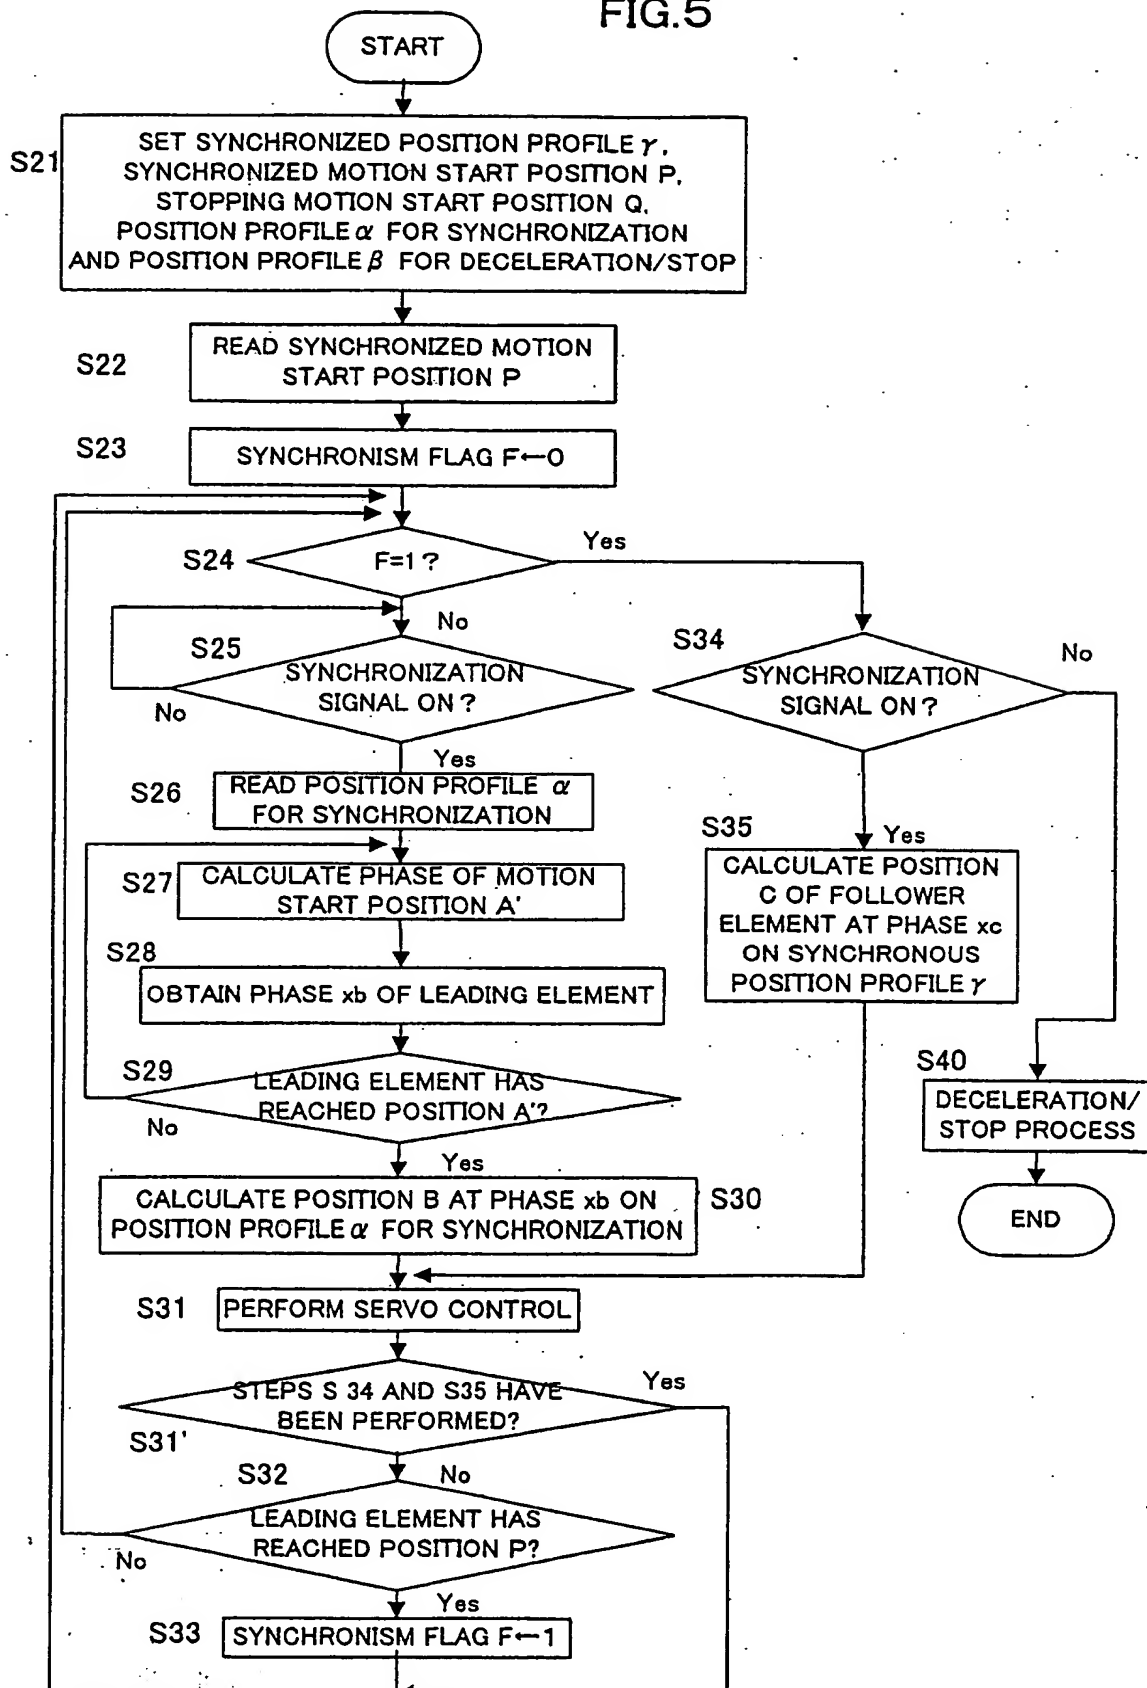 FIG.5
START
S21
SET SYNCHRONIZED POSITION PROFILE γ,
SYNCHRONIZED MOTION START POSITION P,
STOPPING MOTION START POSITION Q,
POSITION PROFILE α FOR SYNCHRONIZATION
AND POSITION PROFILE β FOR DECELERATION/STOP
S22
READ SYNCHRONIZED MOTION
START POSITION P
S23
SYNCHRONISM FLAG F←0
S24
F=1?
Yes
No
S25
SYNCHRONIZATION
SIGNAL ON?
No
Yes
S34
SYNCHRONIZATION
SIGNAL ON?
No
Yes
S26
READ POSITION PROFILE α
FOR SYNCHRONIZATION
S35
CALCULATE POSITION
C OF FOLLOWER
ELEMENT AT PHASE xc
ON SYNCHRONOUS
POSITION PROFILE γ
S27
CALCULATE PHASE OF MOTION
START POSITION A'
S28
OBTAIN PHASE xb OF LEADING ELEMENT
S29
LEADING ELEMENT HAS
REACHED POSITION A'?
No
Yes
S40
DECELERATION/
STOP PROCESS
END
CALCULATE POSITION B AT PHASE xb ON
POSITION PROFILE α FOR SYNCHRONIZATION
S30
S31
PERFORM SERVO CONTROL
STEPS S 34 AND S35 HAVE
BEEN PERFORMED?
Yes
S31'
No
S32
LEADING ELEMENT HAS
REACHED POSITION P?
No
Yes
S33
SYNCHRONISM FLAG F←1